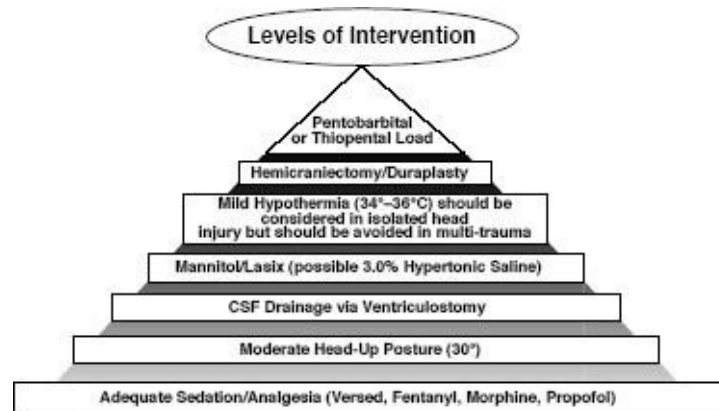 Levels of Intervention
Pentobarbital
or Thiopental Load
Hemicraniectomy/Duraplasty
Mild Hypothermia (34°–36°C) should be
considered in isolated head
injury but should be avoided in multi-trauma
Mannitol/Lasix (possible 3.0% Hypertonic Saline)
CSF Drainage via Ventriculostomy
Moderate Head-Up Posture (30°)
Adequate Sedation/Analgesia (Versed, Fentanyl, Morphine, Propofol)